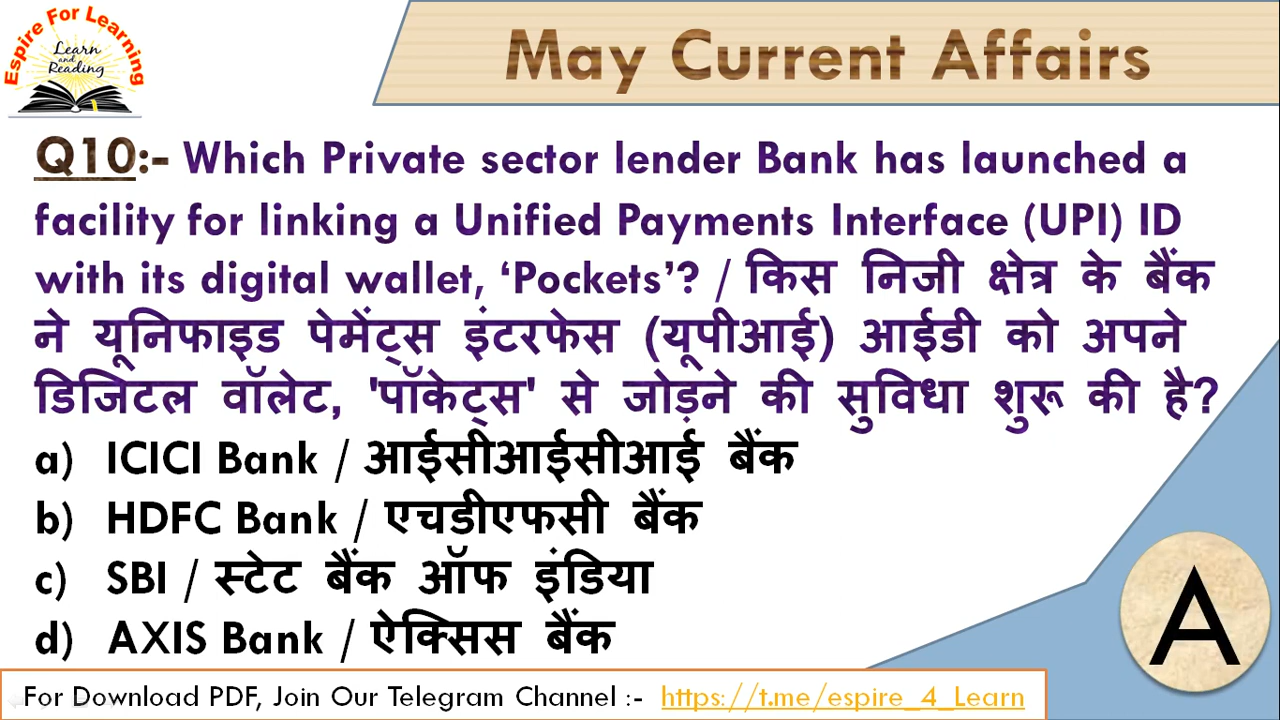 Espire For Learning
Learn
and
Reading
May Current Affairs
Q10:- Which Private sector lender Bank has launched a
facility for linking a Unified Payments Interface (UPI) ID
with its digital wallet, ‘Pockets’? / किस निजी क्षेत्र के बैंक
ने यूनिफाइड पेमेंट्स इंटरफेस (यूपीआई) आईडी को अपने
डिजिटल वॉलेट, 'पॉकेट्स' से जोड़ने की सुविधा शुरू की है?
a) ICICI Bank / आईसीआईसीआई बैंक
b) HDFC Bank / एचडीएफसी बैंक
c) SBI / स्टेट बैंक ऑफ इंडिया
d) AXIS Bank / ऐक्सिस बैंक
A
For Download PDF, Join Our Telegram Channel :- https://t.me/espire_4_Learn